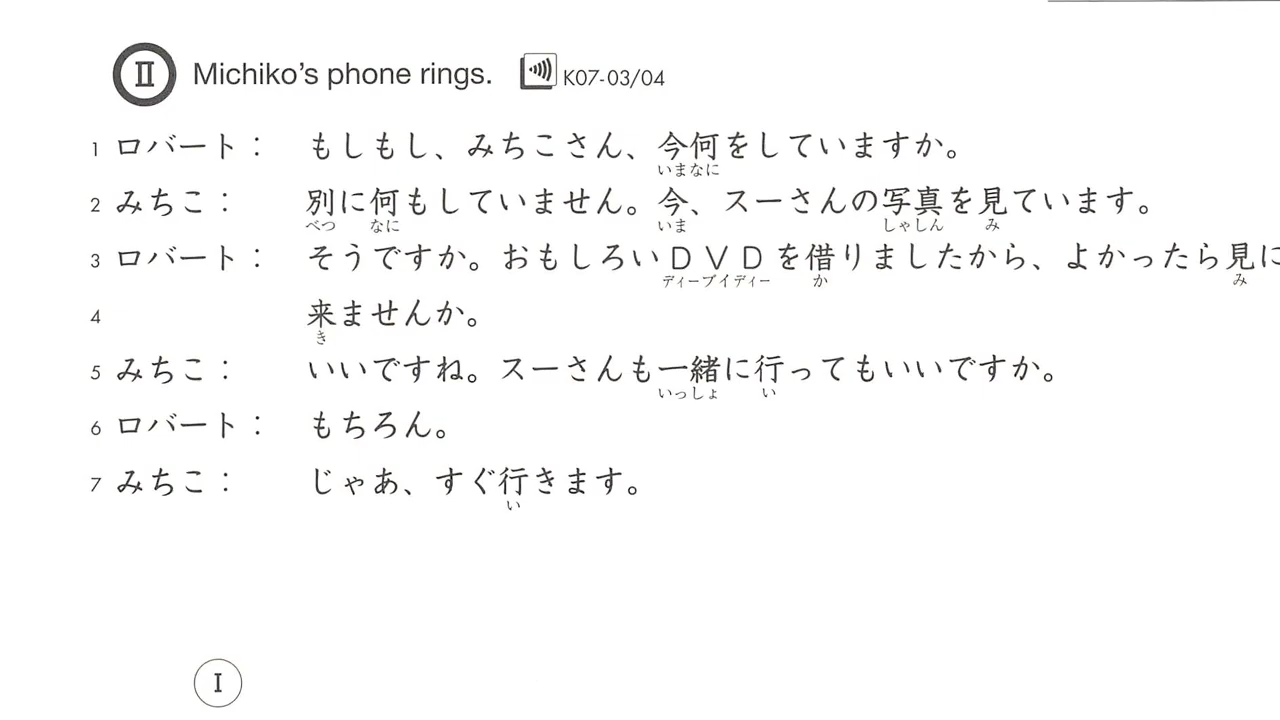 Ⅱ Michiko's phone rings. K07-03/04
1 ロバート： もしもし、みちこさん、今何をしていますか。
いまなに
2 みちこ： 別に何もしていません。今、スーさんの写真を見ています。
べつ なに いま しゃしん み
3 ロバート： そうですか。おもしろいＤＶＤを借りましたから、よかったら見に
ディーブイディー か み
4 来ませんか。
き
5 みちこ： いいですね。スーさんも一緒に行ってもいいですか。
いっしょ い
6 ロバート： もちろん。
7 みちこ： じゃあ、すぐ行きます。
い
Ⅰ